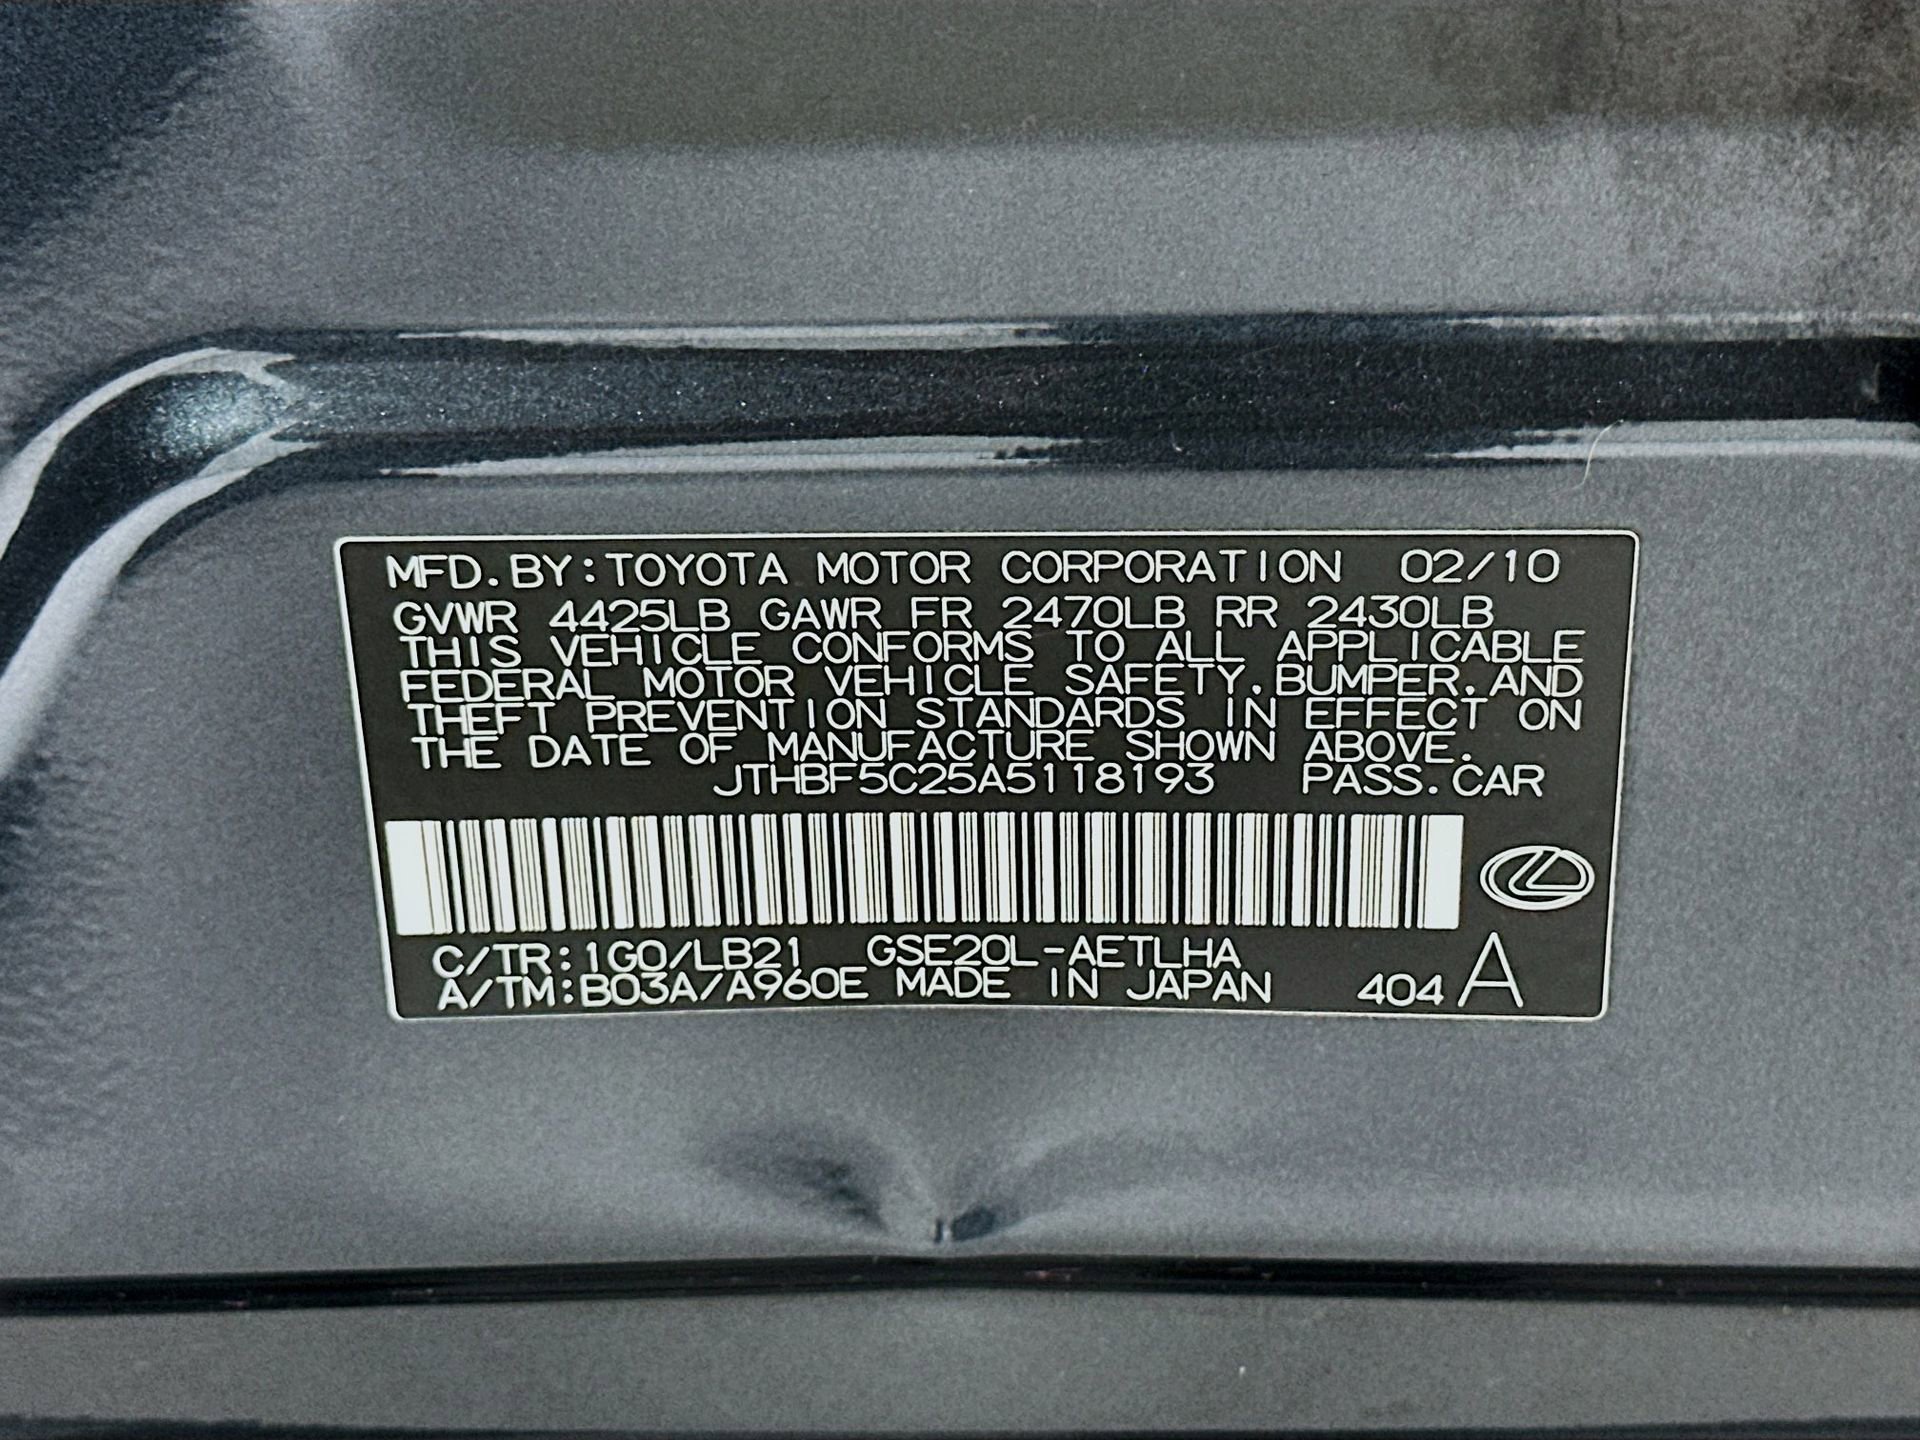 MFD.BY:TOYOTA MOTOR CORPORATION 02/10
GVWR 4425LB GAWR FR 2470LB RR 2430LB
THIS VEHICLE CONFORMS TO ALL APPLICABLE
FEDERAL MOTOR VEHICLE SAFETY,BUMPER,AND
THEFT PREVENTION STANDARDS IN EFFECT ON
THE DATE OF MANUFACTURE SHOWN ABOVE.
JTHBF5C25A5118193 PASS.CAR
C/TR:1G0/LB21 GSE20L-AETLHA
A/TM:B03A/A960E MADE IN JAPAN 404 A